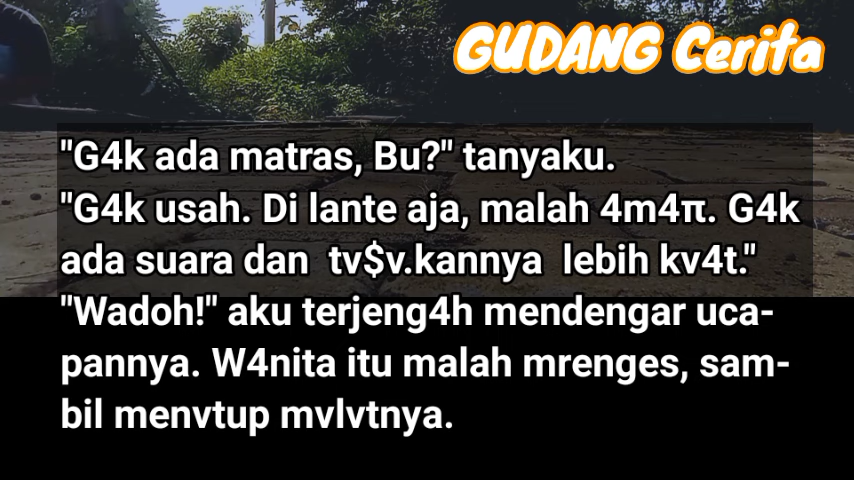 GUDANG Cerita
"G4k ada matras, Bu?" tanyaku.
"G4k usah. Di lante aja, malah 4m4π. G4k
ada suara dan tv$v.kannya lebih kv4t."
"Wadoh!" aku terjeng4h mendengar uca-
pannya. W4nita itu malah mrenges, sam-
bil menvtup mvlvtnya.